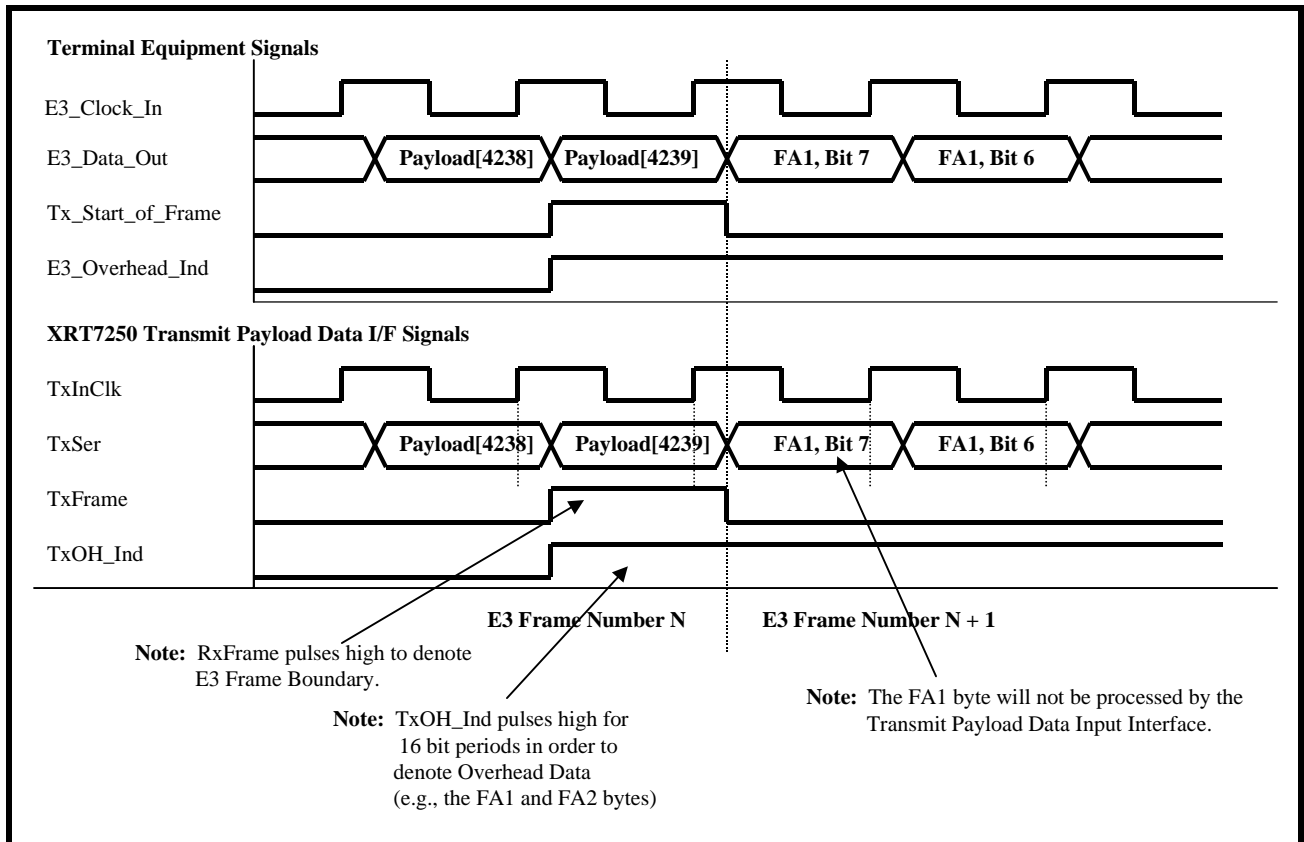 Terminal Equipment Signals
E3_Clock_In
E3_Data_Out
Payload[4238]
Payload[4239]
FA1, Bit 7
FA1, Bit 6
Tx_Start_of_Frame
E3_Overhead_Ind
XRT7250 Transmit Payload Data I/F Signals
TxInClk
TxSer
Payload[4238]
Payload[4239]
FA1, Bit 7
FA1, Bit 6
TxFrame
TxOH_Ind
E3 Frame Number N
E3 Frame Number N + 1
Note: RxFrame pulses high to denote
E3 Frame Boundary.
Note: TxOH_Ind pulses high for
16 bit periods in order to
denote Overhead Data
(e.g., the FA1 and FA2 bytes)
Note: The FA1 byte will not be processed by the
Transmit Payload Data Input Interface.